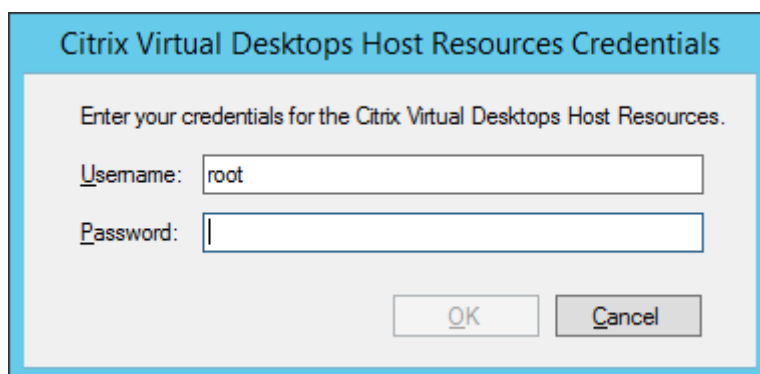 Citrix Virtual Desktops Host Resources Credentials
Enter your credentials for the Citrix Virtual Desktops Host Resources.
Username: root
Password:
OK Cancel